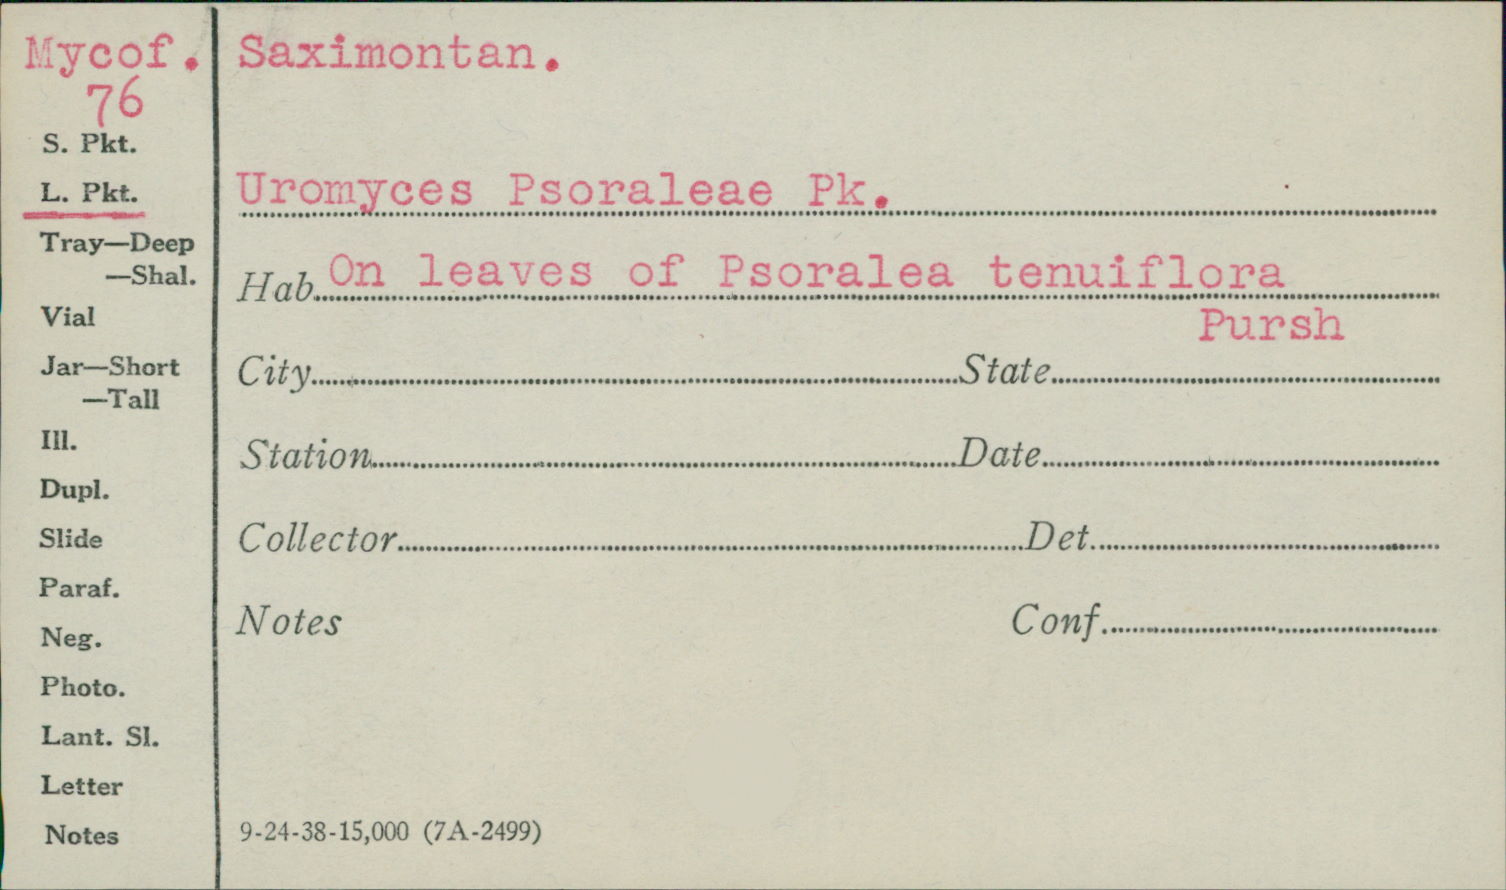 Mycof. Saximontan.
76
S. Pkt.
L. Pkt.
Uromyces Psoraleae Pk.
Tray—Deep
—Shal.
Hab. On leaves of Psoralea tenuiflora
Pursh
Vial
Jar—Short
—Tall
City State
Ill.
Station Date
Dupl.
Slide
Collector Det.
Paraf.
Neg.
Notes Conf.
Photo.
Lant. Sl.
Letter
Notes
9-24-38-15,000 (7A-2499)